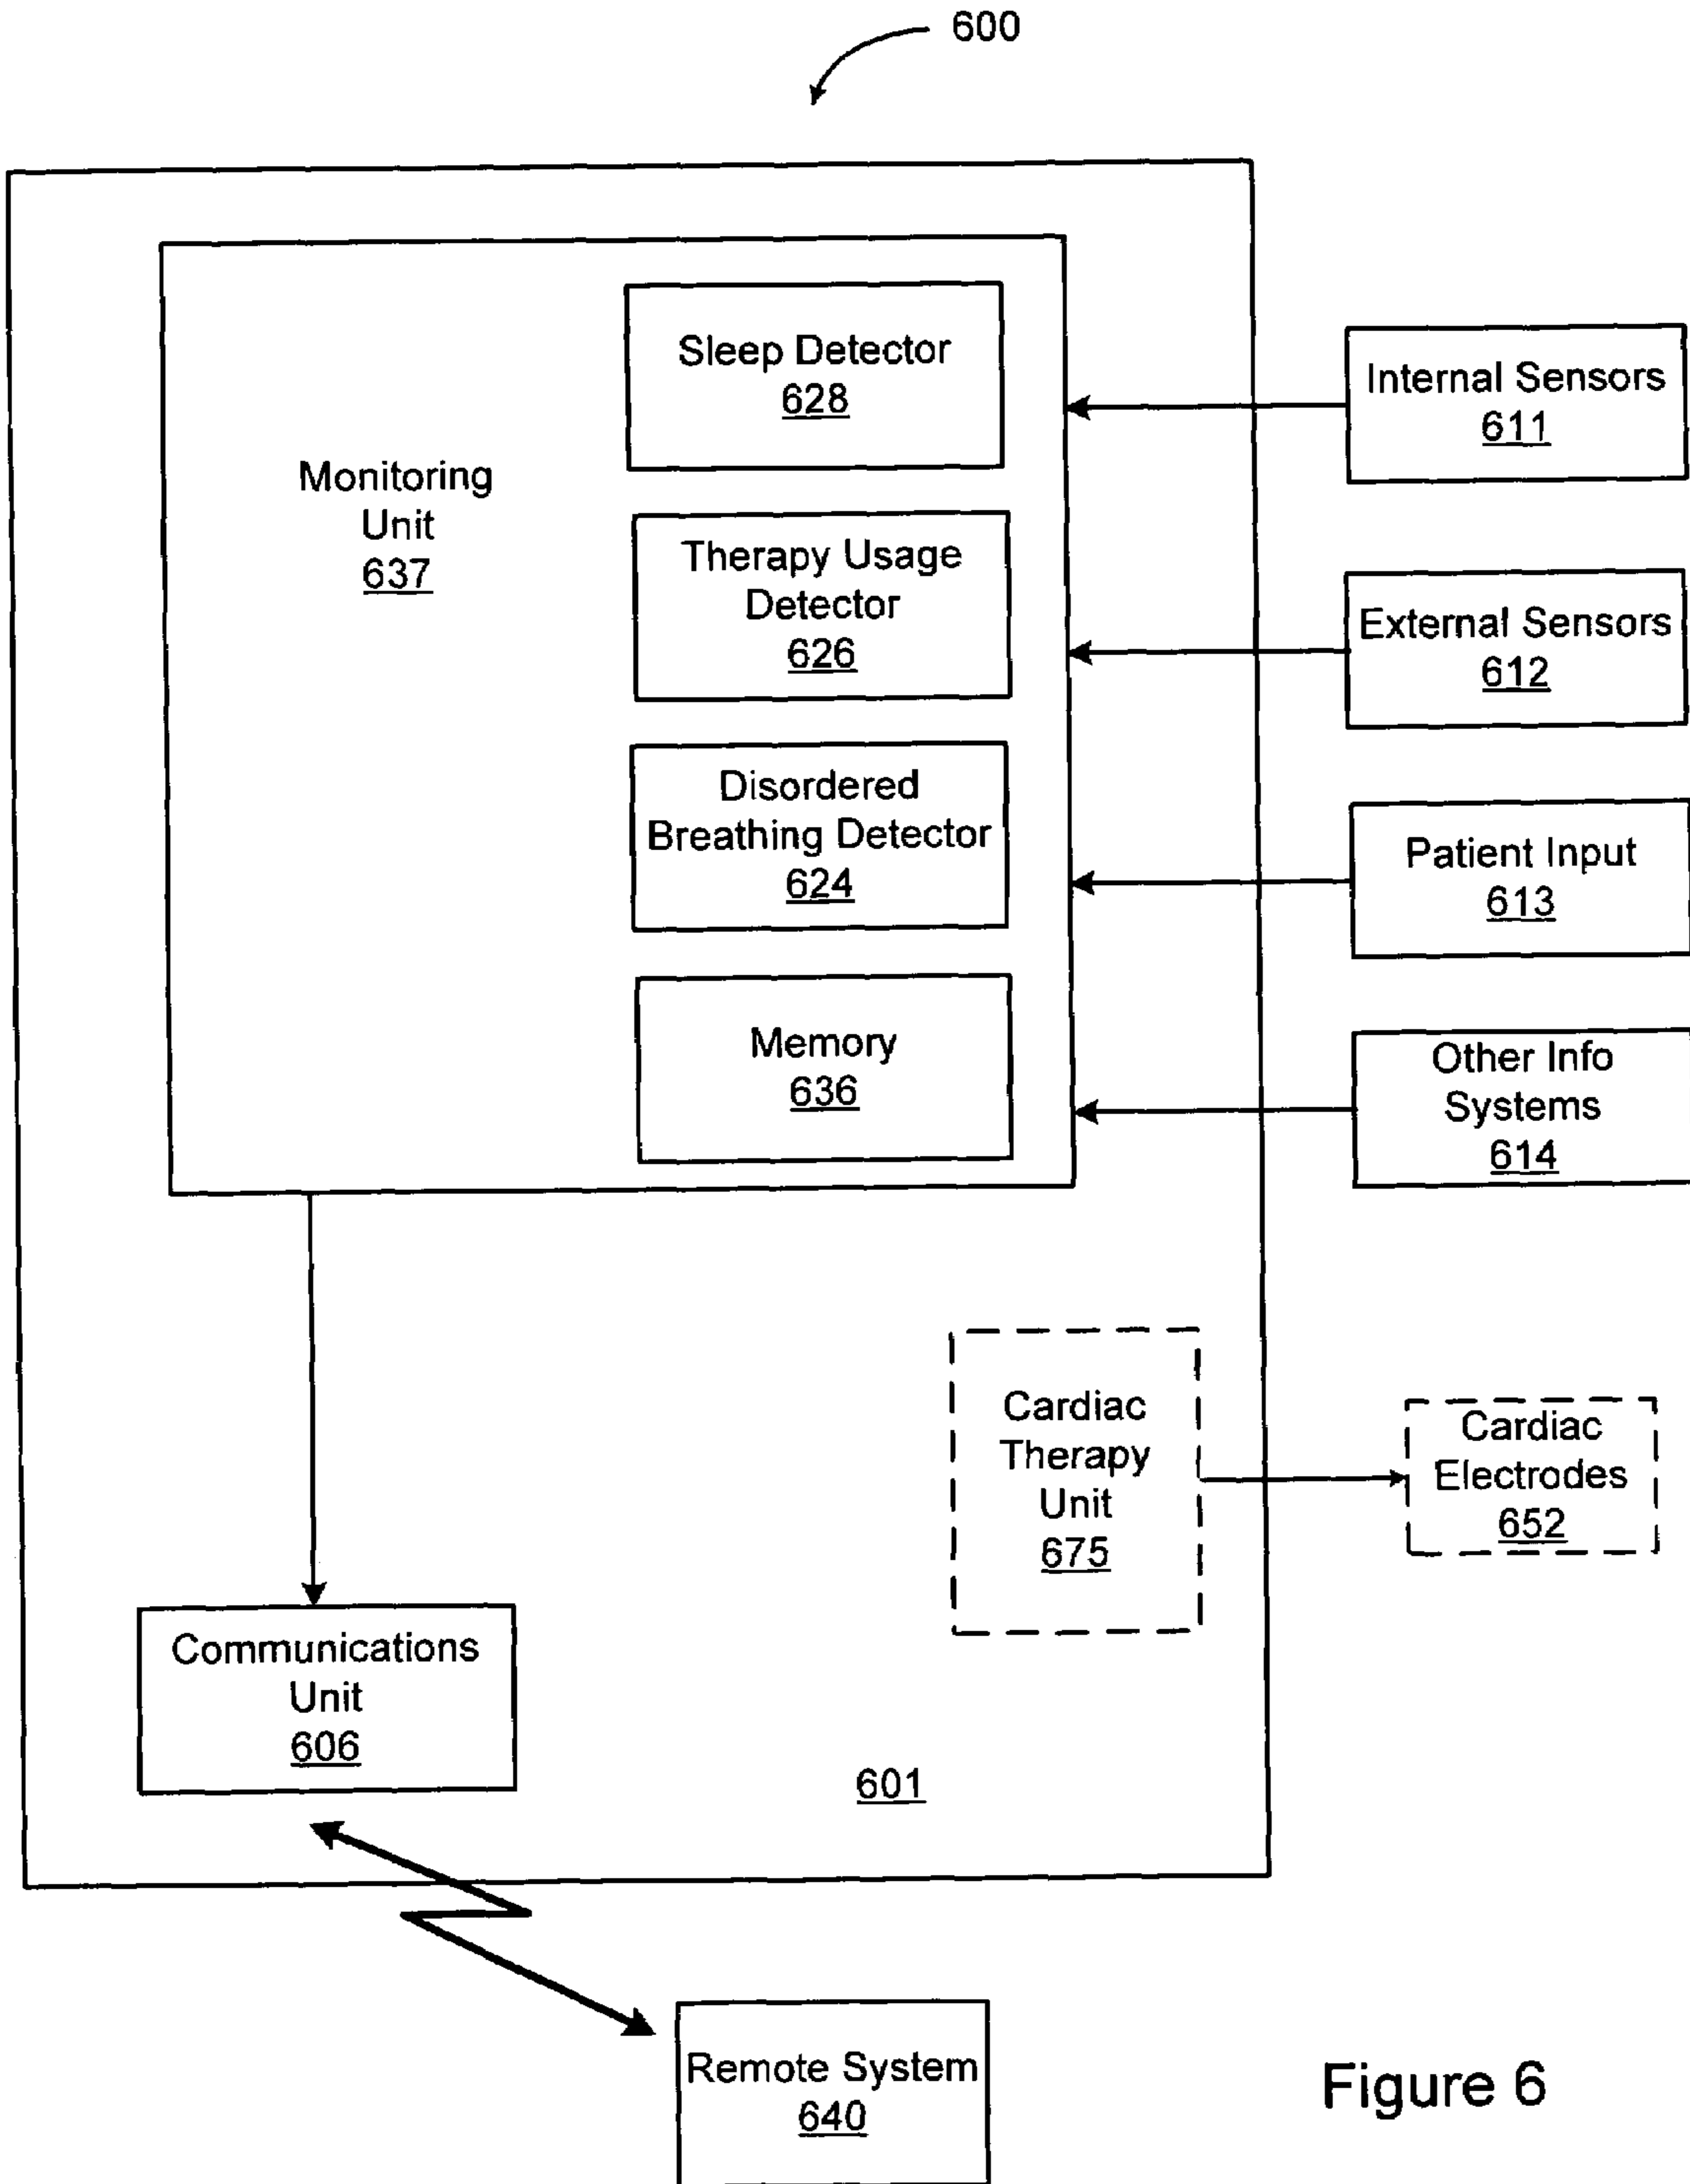 600
Sleep Detector
628
Monitoring
Unit
637
Therapy Usage
Detector
626
Disordered
Breathing Detector
624
Memory
636
Internal Sensors
611
External Sensors
612
Patient Input
613
Other Info
Systems
614
Cardiac
Therapy
Unit
675
Cardiac
Electrodes
652
Communications
Unit
606
601
Remote System
640
Figure 6